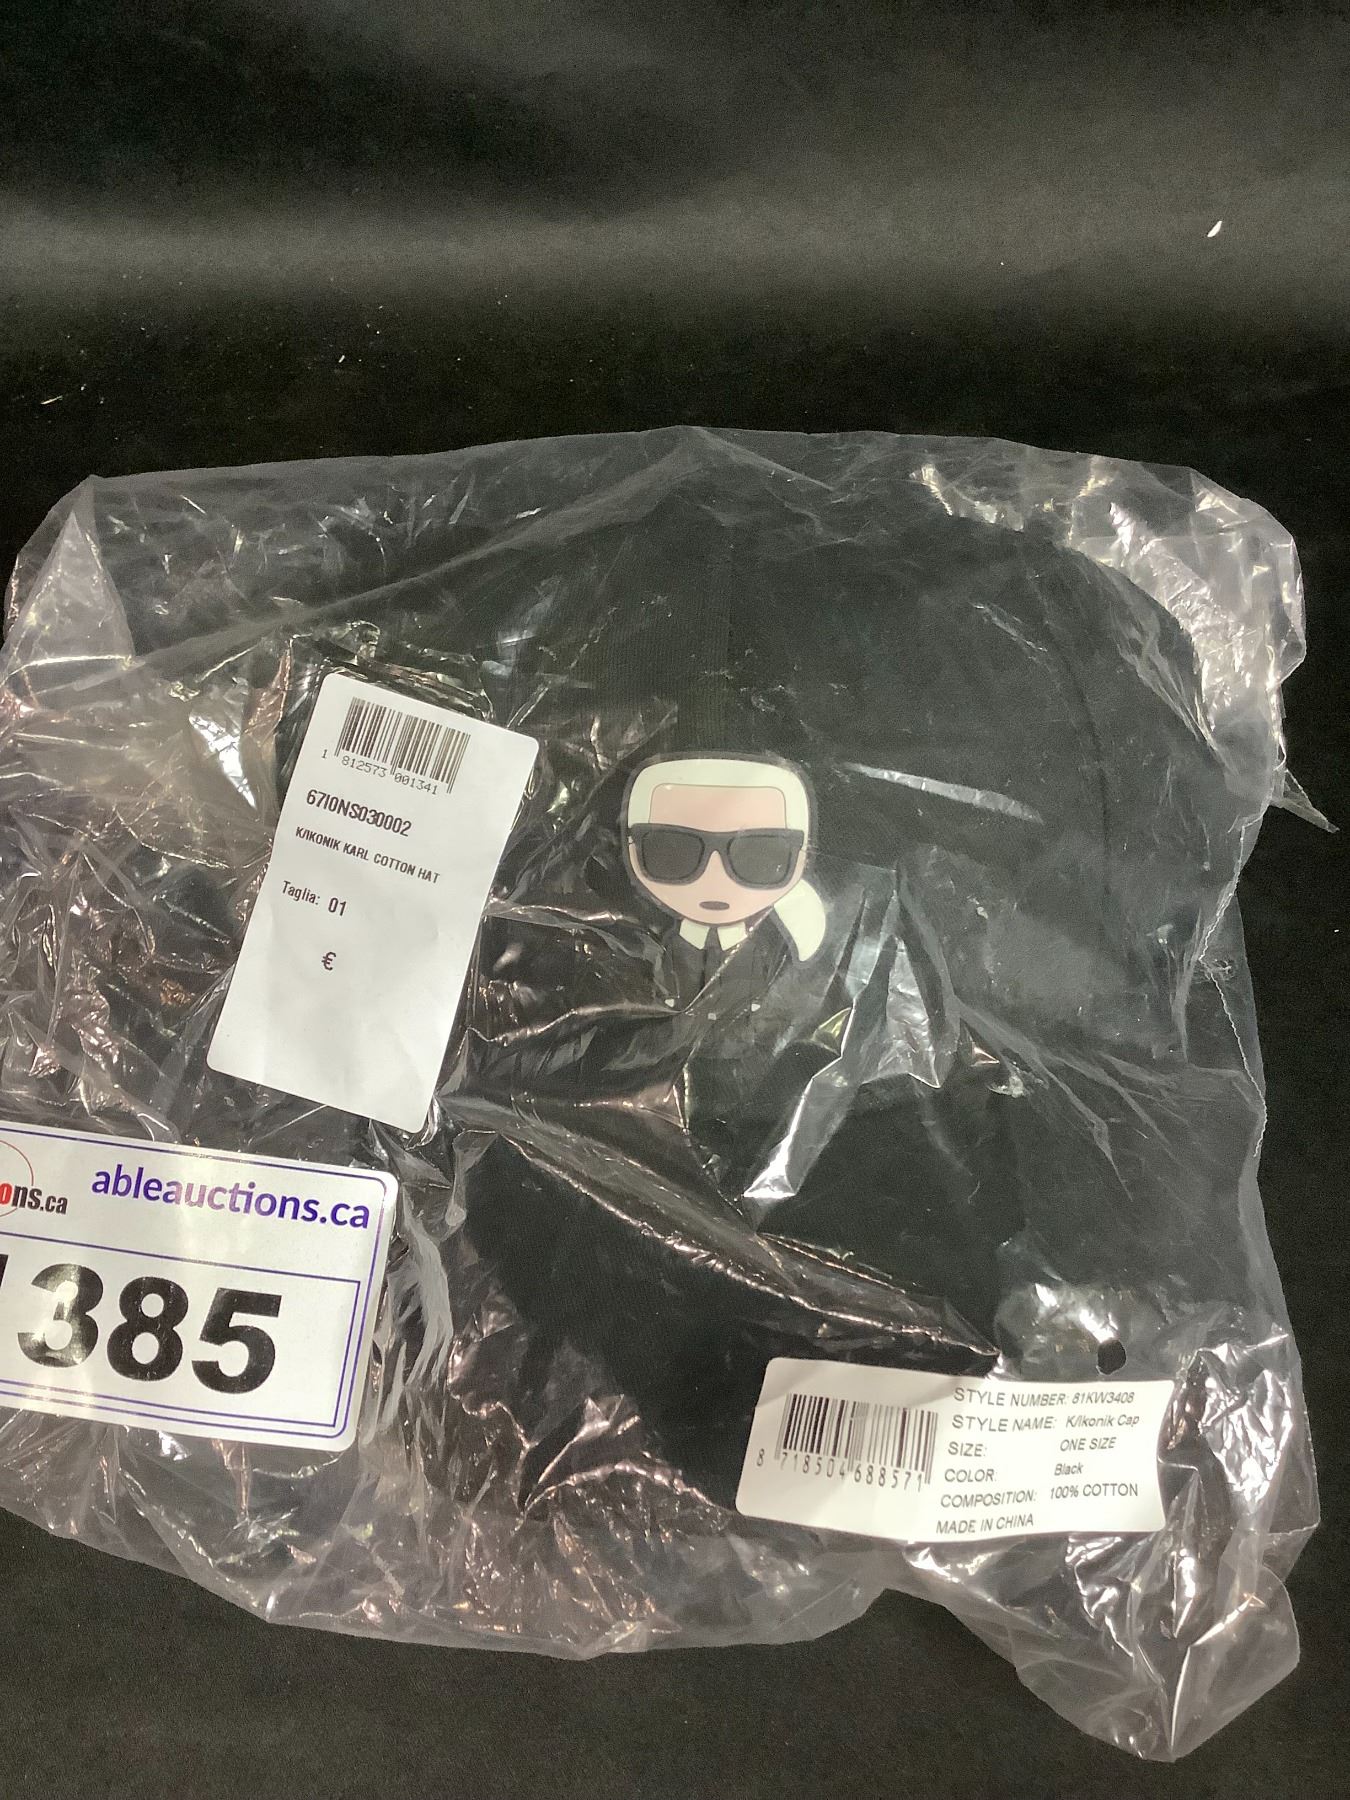 1 812573 001341
67I0NS030002
K/IKONIK KARL COTTON HAT
Taglia: 01
€
ons.ca
ableauctions.ca
1385
8 718504 688571
STYLE NUMBER: 81KW3408
STYLE NAME: K/Ikonik Cap
SIZE: ONE SIZE
COLOR: Black
COMPOSITION: 100% COTTON
MADE IN CHINA